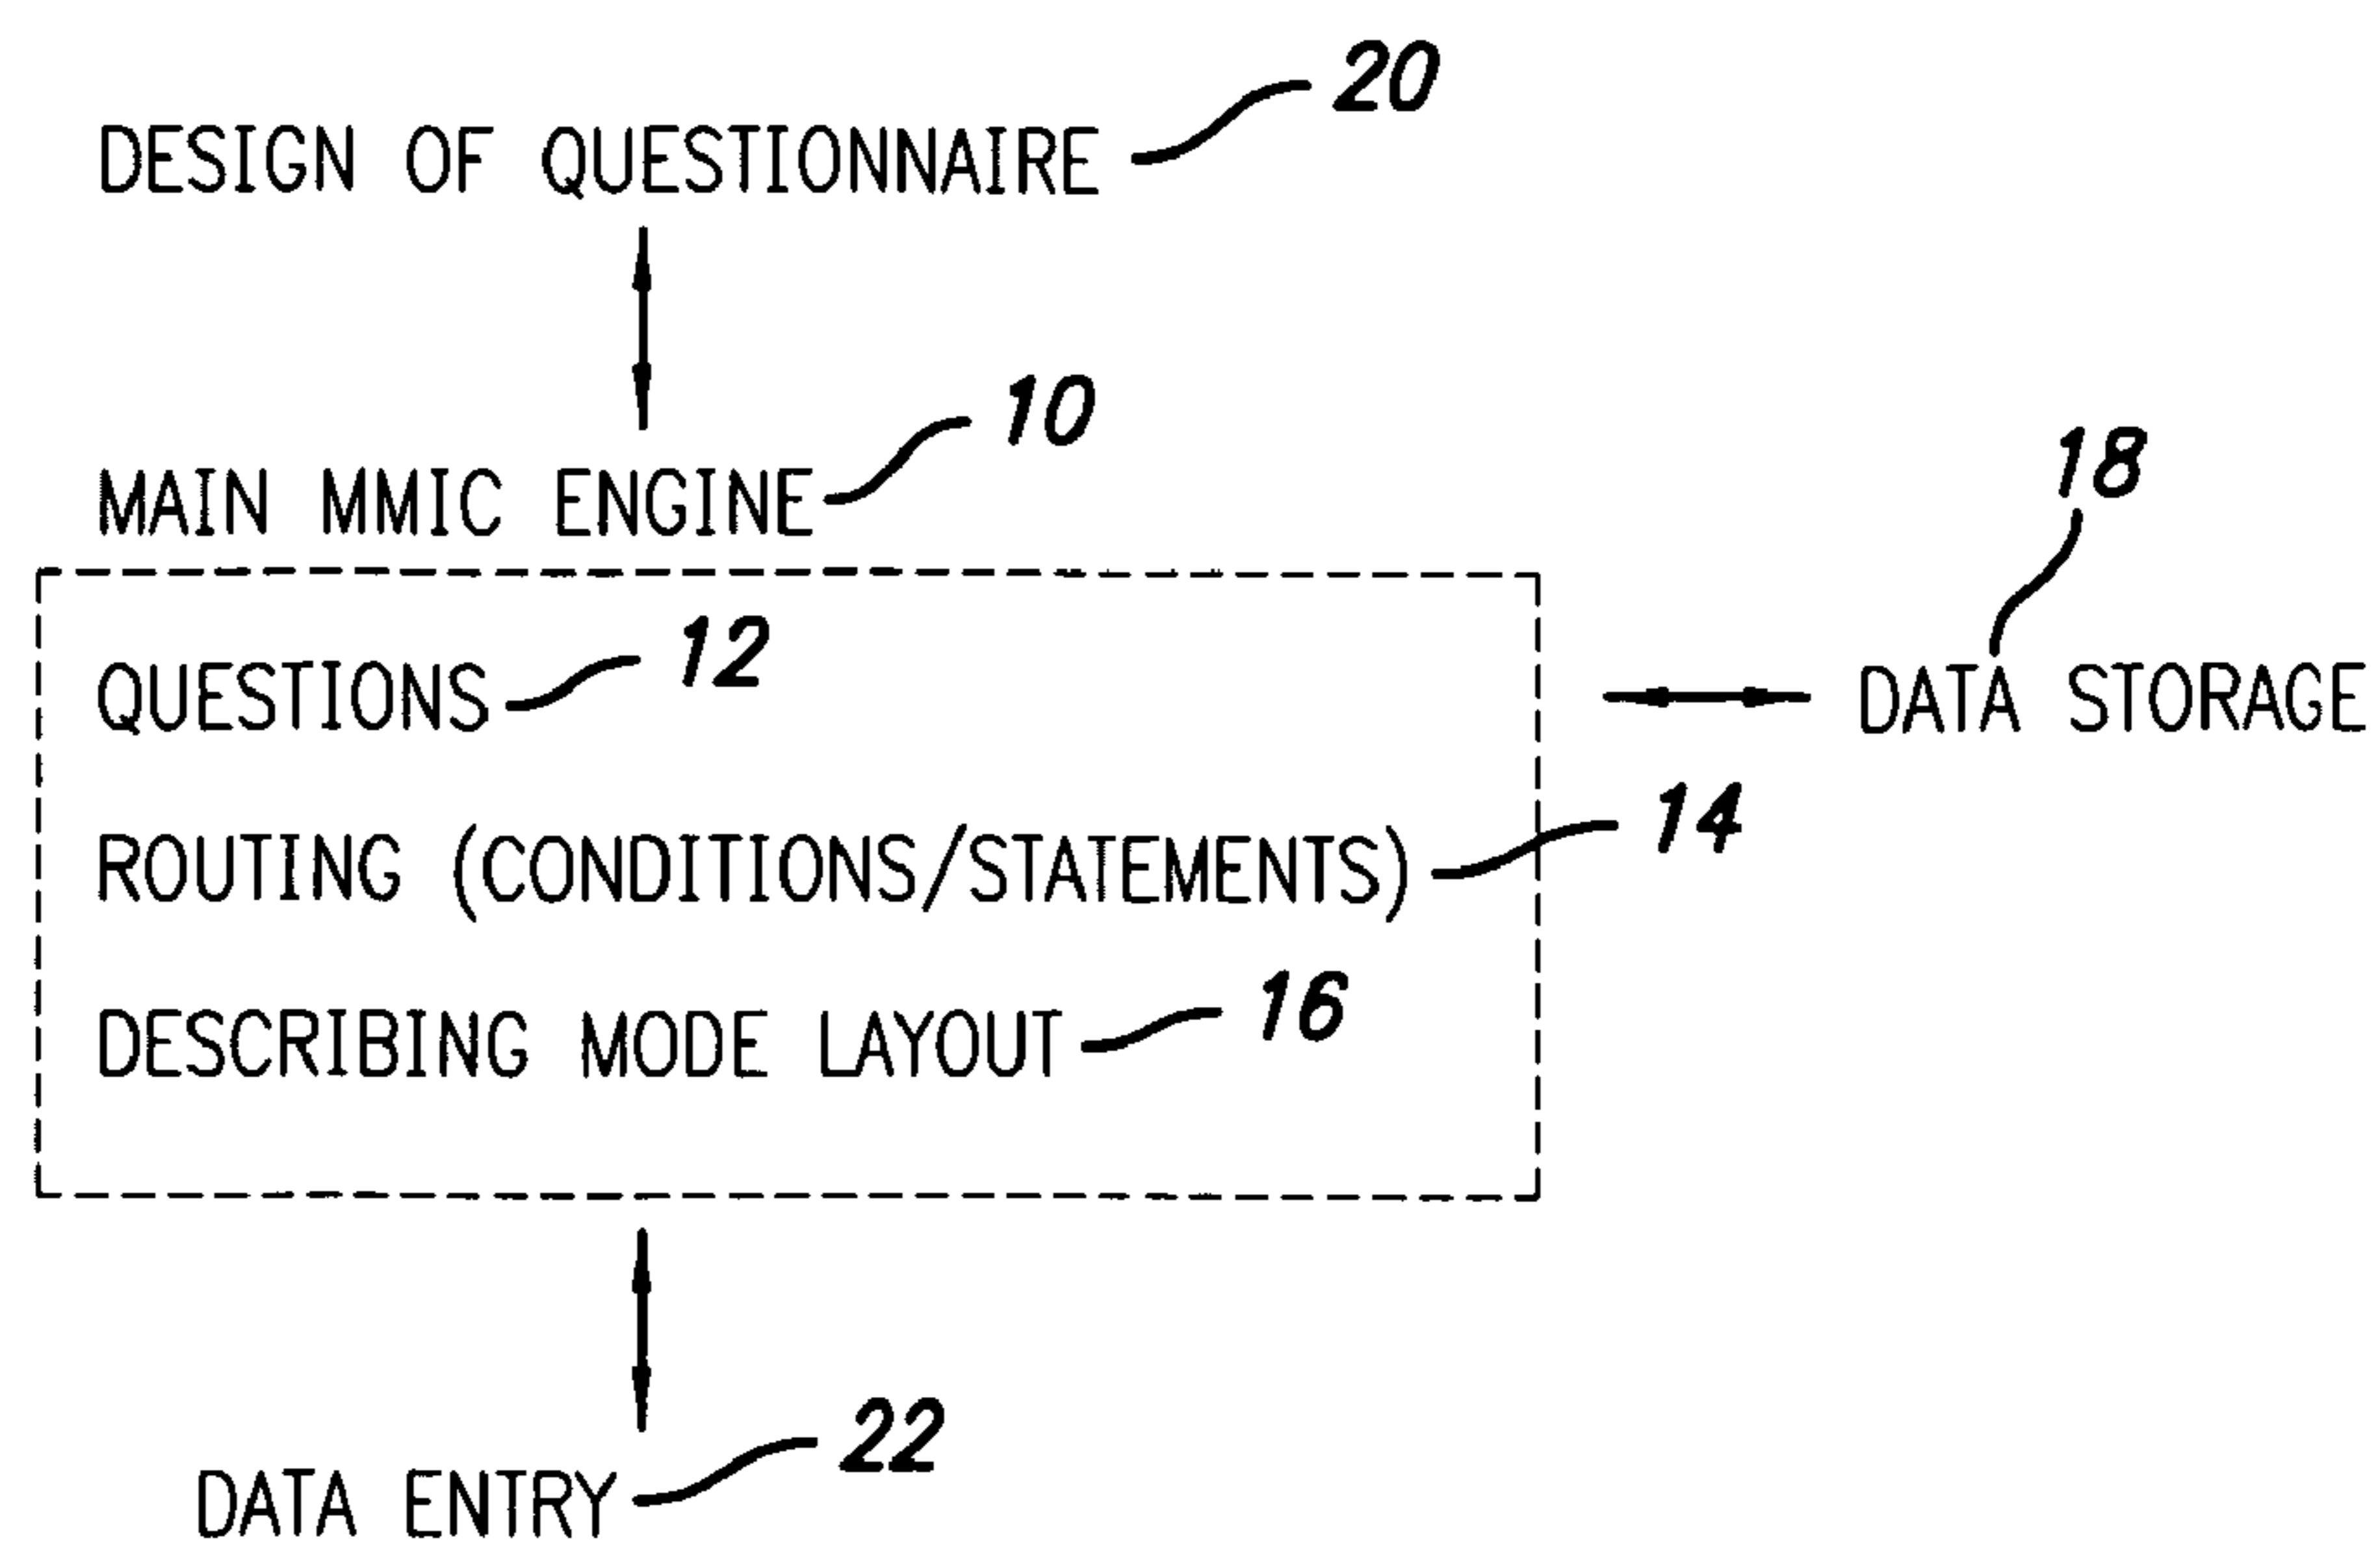 DESIGN OF QUESTIONNAIRE 20
MAIN MMIC ENGINE 10
QUESTIONS 12
18
DATA STORAGE
ROUTING (CONDITIONS/STATEMENTS) 14
DESCRIBING MODE LAYOUT 16
DATA ENTRY 22